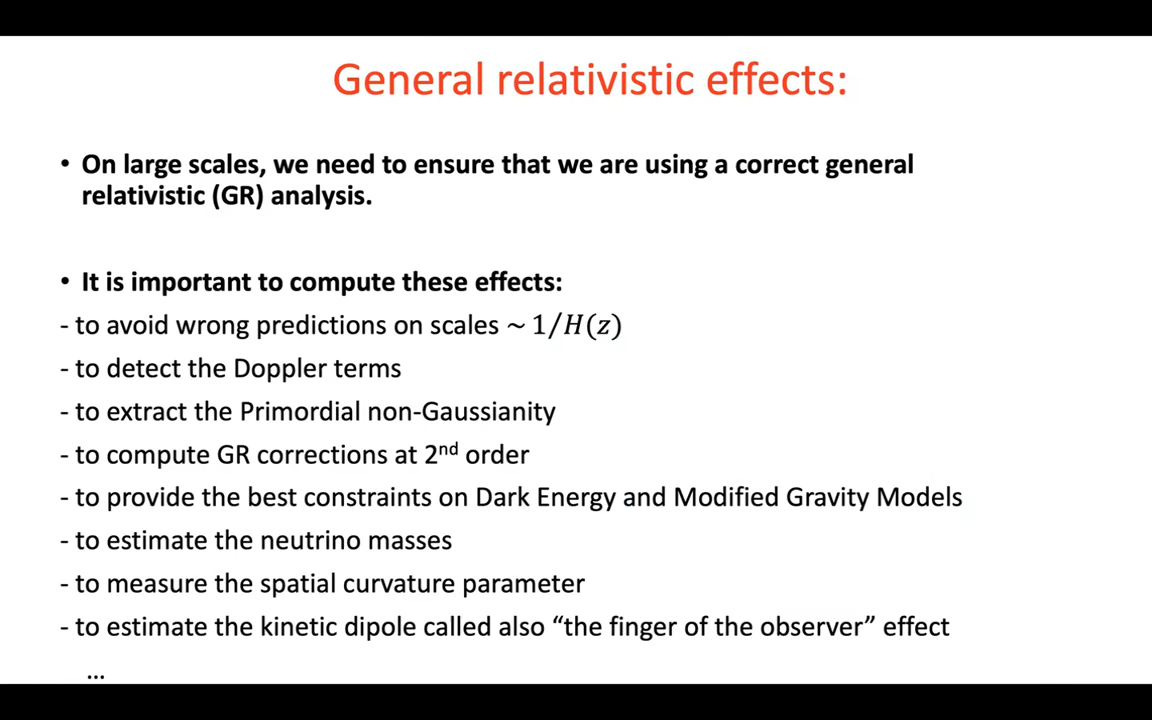 General relativistic effects:
• On large scales, we need to ensure that we are using a correct general
relativistic (GR) analysis.
• It is important to compute these effects:
- to avoid wrong predictions on scales ~ 1/H(z)
- to detect the Doppler terms
- to extract the Primordial non-Gaussianity
- to compute GR corrections at 2nd order
- to provide the best constraints on Dark Energy and Modified Gravity Models
- to estimate the neutrino masses
- to measure the spatial curvature parameter
- to estimate the kinetic dipole called also “the finger of the observer” effect
...